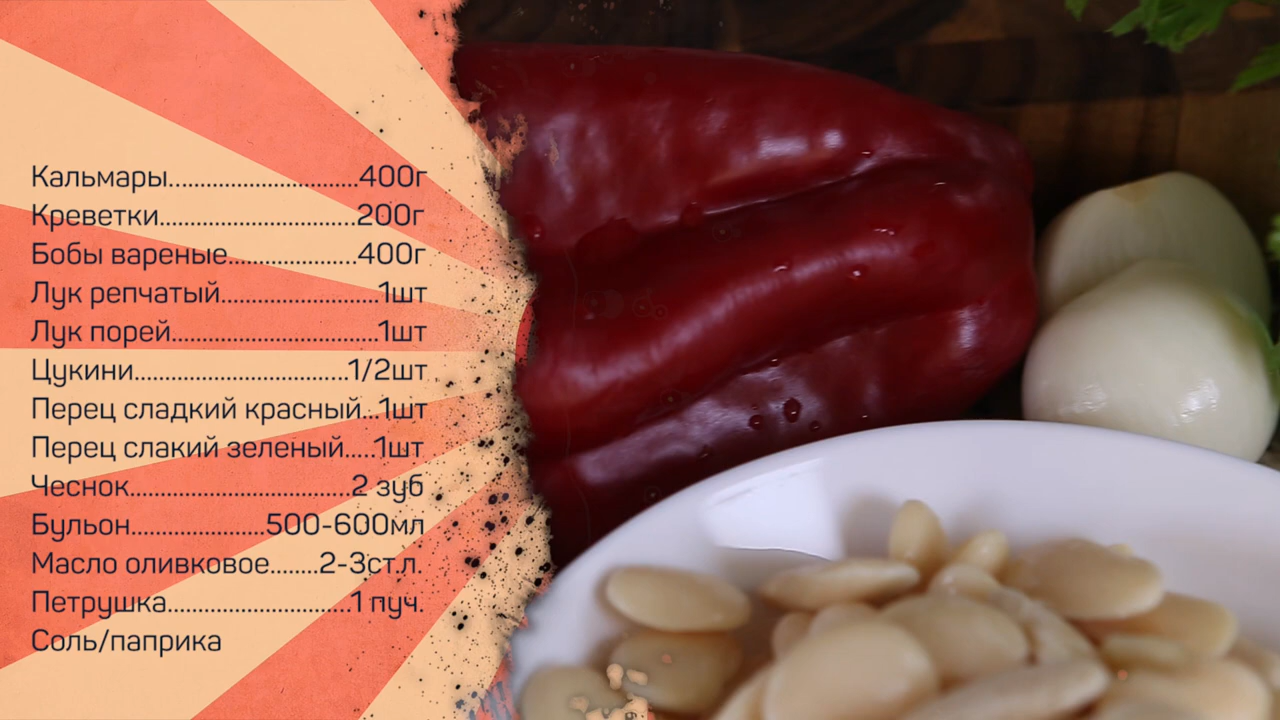 Кальмары..............................400г
Креветки................................200г
Бобы вареные.....................400г
Лук репчатый.........................1шт
Лук порей.................................1шт
Цукини..................................1/2шт
Перец сладкий красный...1шт
Перец слакий зеленый.....1шт
Чеснок...................................2 зуб
Бульон.....................500-600мл
Масло оливковое........2-3ст.л.
Петрушка.............................1 пуч.
Соль/паприка